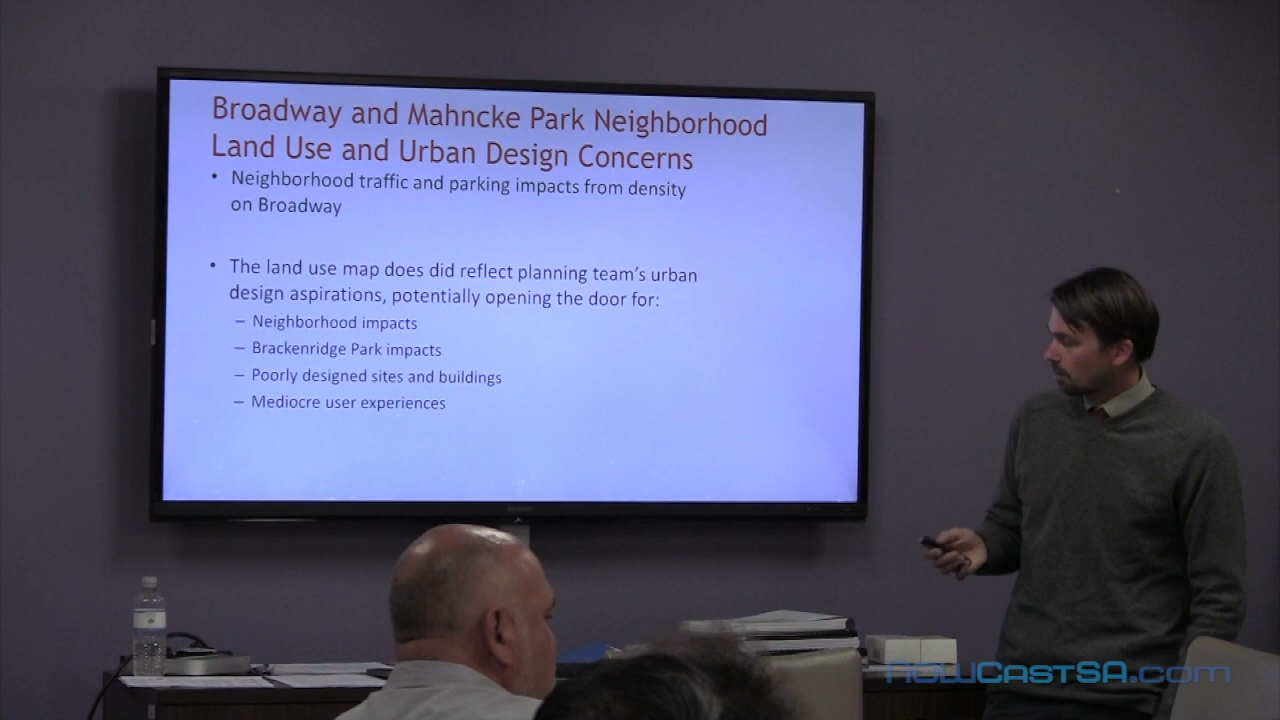 Broadway and Mahncke Park Neighborhood
Land Use and Urban Design Concerns
• Neighborhood traffic and parking impacts from density
on Broadway
• The land use map does did reflect planning team's urban
design aspirations, potentially opening the door for:
– Neighborhood impacts
– Brackenridge Park impacts
– Poorly designed sites and buildings
– Mediocre user experiences
NOWCastSA.com